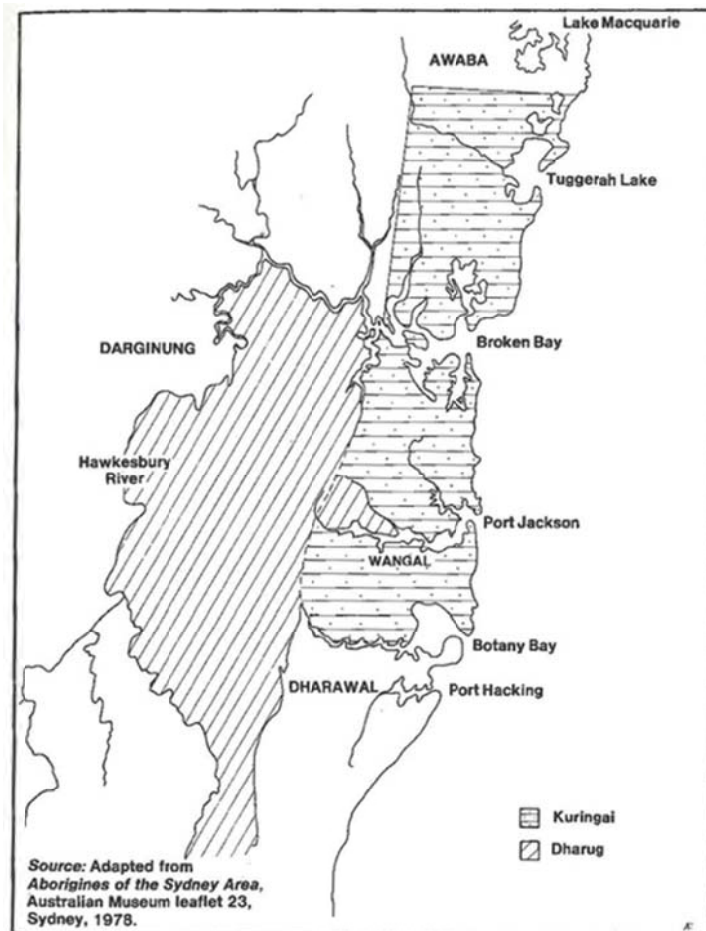 Lake Macquarie
AWABA
Tuggerah Lake
DARGINUNG
Broken Bay
Hawkesbury
River
Port Jackson
WANGAL
Botany Bay
DHARAWAL
Port Hacking
Kuringai
Dharug
Source: Adapted from
Aborigines of the Sydney Area,
Australian Museum leaflet 23,
Sydney, 1978.